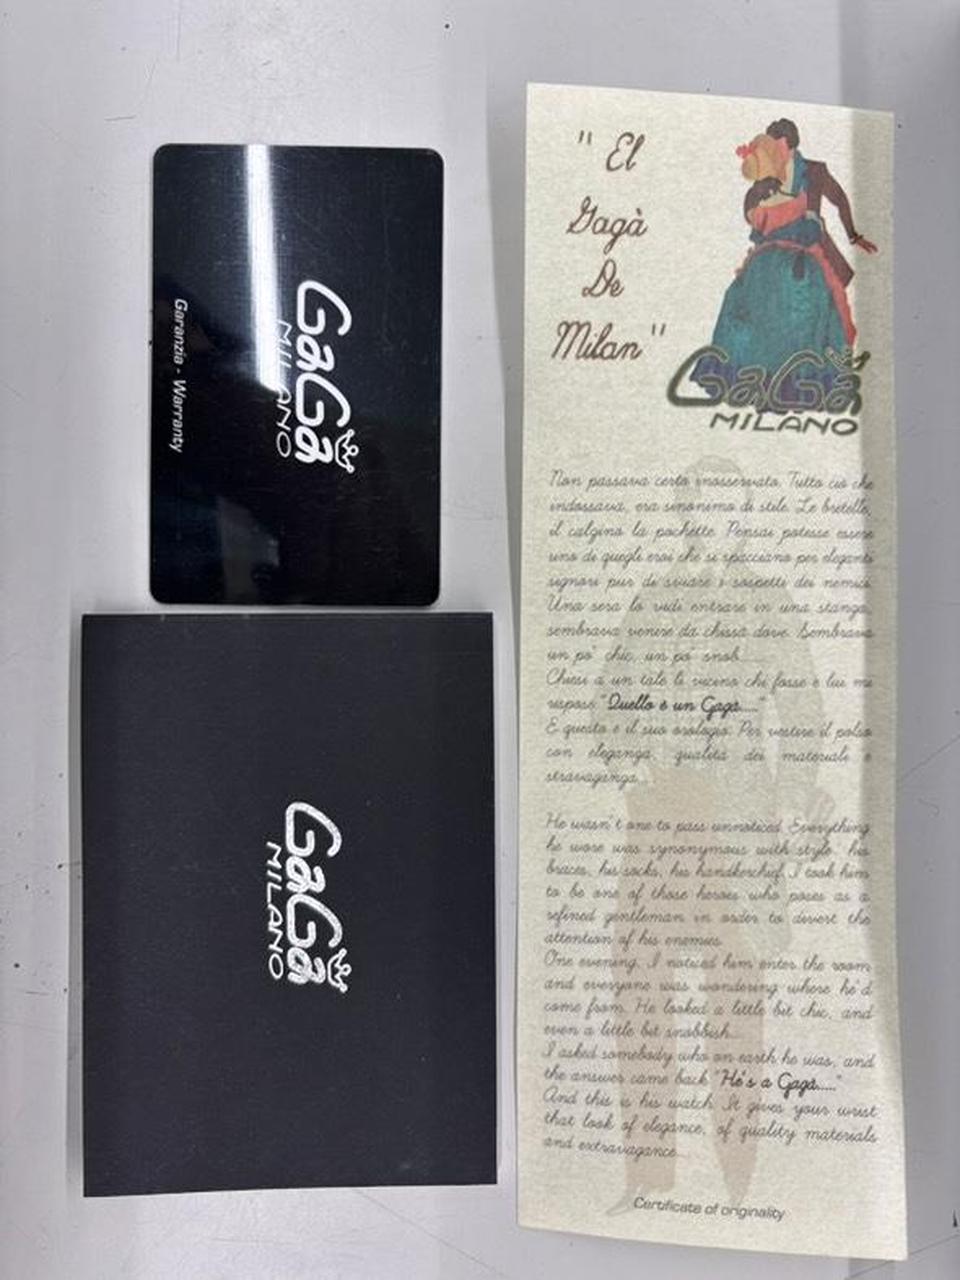 GaGà
MILANO
Garanzia - Warranty
GaGà
MILANO
" El
Gagà
De
Milan "
GaGà
MILANO
Non passava certo inosservato. Tutto ciò che
indossava, era sinonimo di stile. Le bretelle,
il calzino la pochette. Pensai potesse essere
uno di quegli eroi che si spacciano per eleganti
signori pur di sviare i sospetti dei nemici.
Una sera lo vidi entrare in una stanza,
sembrava venire da chissà dove. Sembrava
un po' chic, un po' snob......
Chiesi a un tale lì vicino chi fosse e lui mi
rispose "Quello è un Gagà....."
E questo è il suo orologio. Per vestire il polso
con eleganza, qualità dei materiali e
stravaganza...
He wasn't one to pass unnoticed. Everything
he wore was synonymous with style: his
braces, his socks, his handkerchief. I took him
to be one of those heroes who poses as a
refined gentleman in order to divert the
attention of his enemies.
One evening, I noticed him enter the room
and everyone was wondering where he'd
come from. He looked a little bit chic, and
even a little bit snobbish....
I asked somebody who on earth he was, and
the answer came back "He's a Gagà....."
And this is his watch. It gives your wrist
that look of elegance, of quality materials
and extravagance...
Certificate of originality